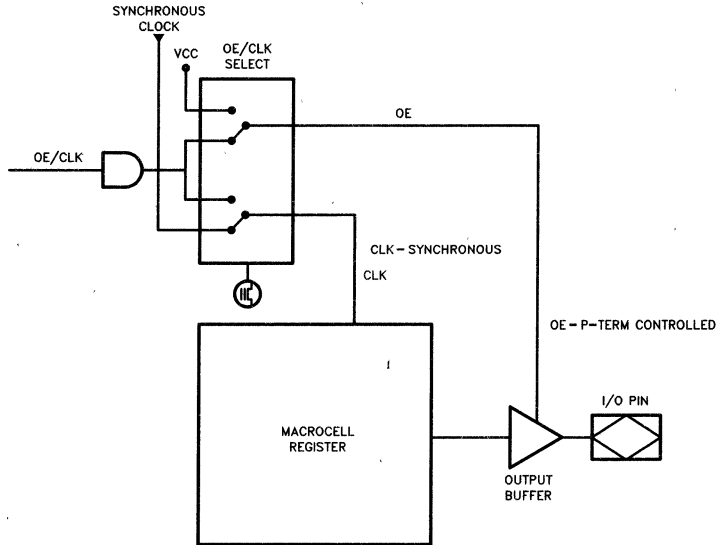 SYNCHRONOUS
CLOCK
VCC
OE/CLK
SELECT
OE
OE/CLK
CLK-SYNCHRONOUS
CLK
OE-P-TERM CONTROLLED
I/O PIN
MACROCELL
REGISTER
OUTPUT
BUFFER